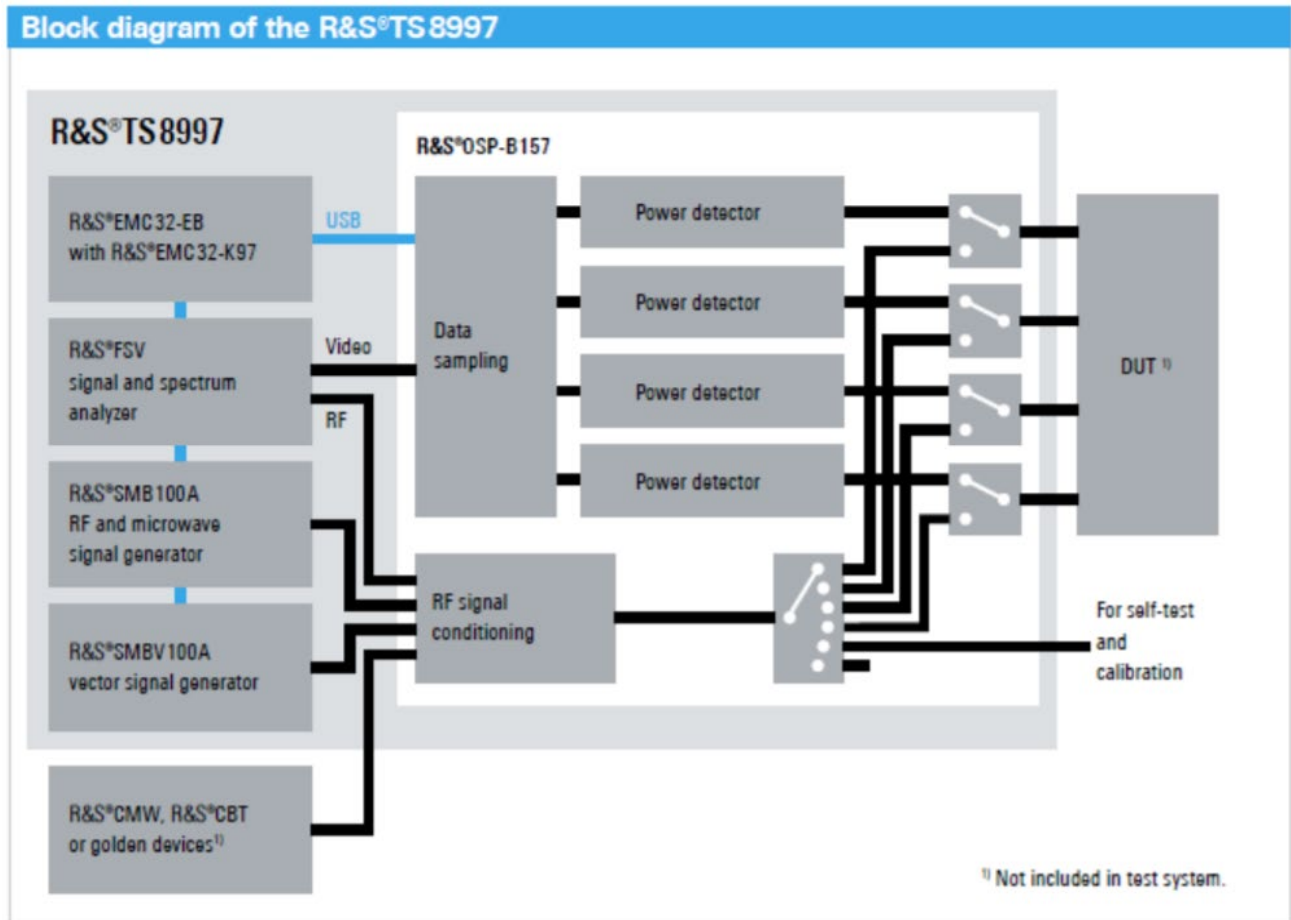 Block diagram of the R&S®TS8997
R&S®TS8997
R&S®OSP-B157
R&S®EMC32-EB
with R&S®EMC32-K97
USB
R&S®FSV
signal and spectrum
analyzer
Video
RF
R&S®SMB100A
RF and microwave
signal generator
R&S®SMBV100A
vector signal generator
R&S®CMW, R&S®CBT
or golden devices¹⁾
Data
sampling
Power detector
Power detector
Power detector
Power detector
RF signal
conditioning
DUT ¹⁾
For self-test
and
calibration
¹⁾ Not included in test system.